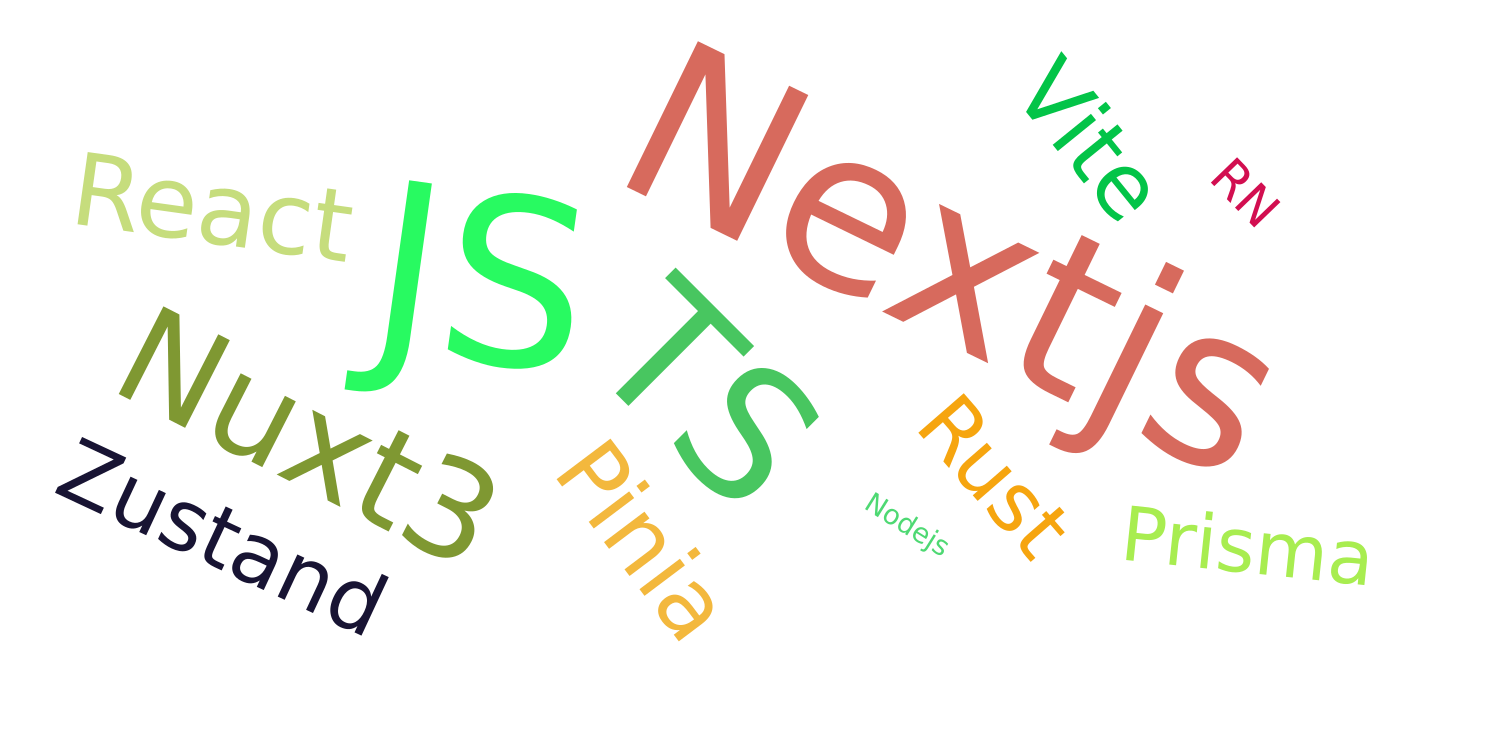 React
JS
Nextjs
Vite
RN
TS
Nuxt3
Zustand
Pinia
Nodejs
Rust
Prisma